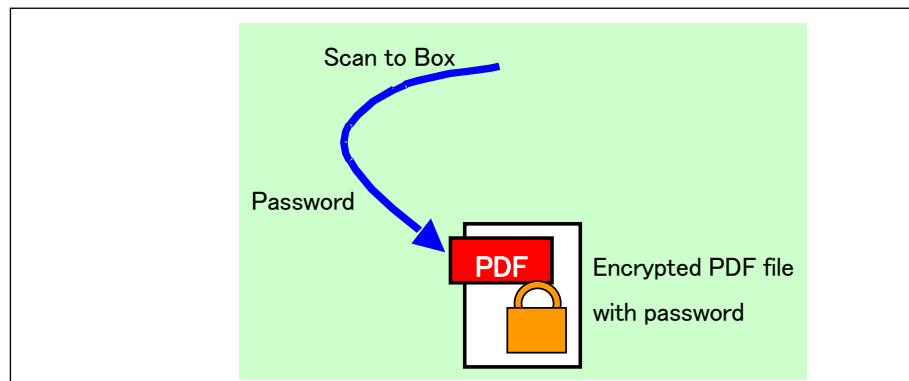 Scan to Box
Password
PDF
Encrypted PDF file
with password